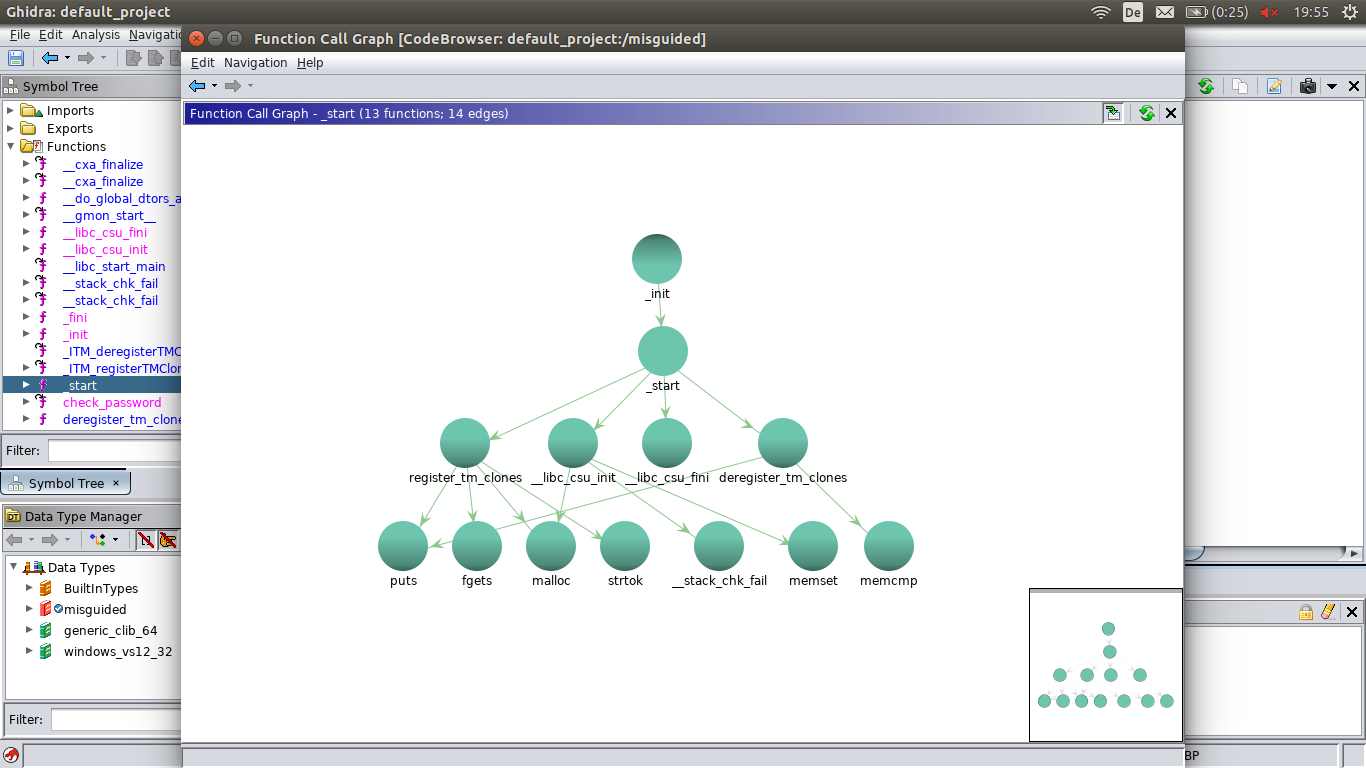 Ghidra: default_project
De
(0:25)
19:55
File Edit Analysis
Function Call Graph [CodeBrowser: default_project:/misguided]
Edit Navigation Help
Symbol Tree
Function Call Graph - _start (13 functions; 14 edges)
Imports
Exports
Functions
__cxa_finalize
__cxa_finalize
__do_global_dtors_a
__gmon_start__
__libc_csu_fini
__libc_csu_init
__libc_start_main
__stack_chk_fail
__stack_chk_fail
_fini
_init
_ITM_deregisterTMC
_ITM_registerTMClor
_start
check_password
deregister_tm_clone
Filter:
Symbol Tree ×
Data Type Manager
DT
Data Types
BuiltInTypes
misguided
generic_clib_64
windows_vs12_32
Filter:
_init
_start
register_tm_clones
__libc_csu_init
__libc_csu_fini
deregister_tm_clones
puts
fgets
malloc
strtok
__stack_chk_fail
memset
memcmp
BP